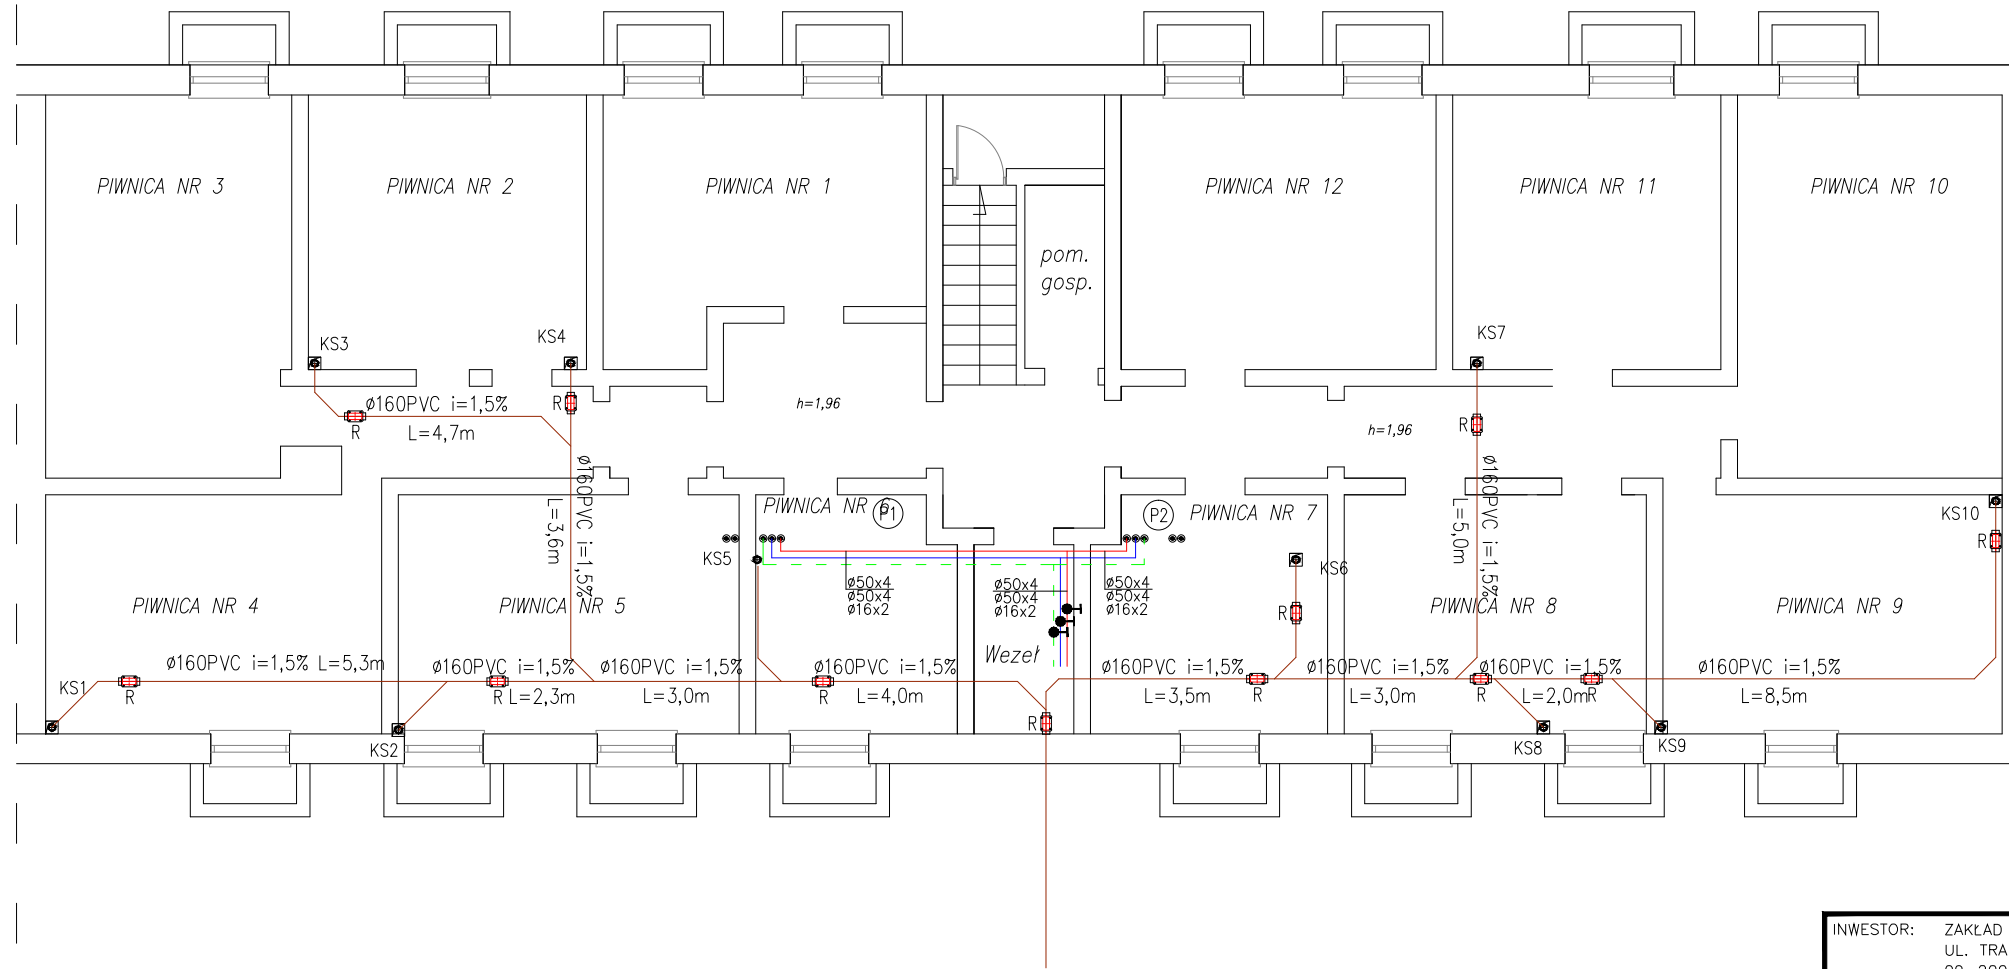 PIWNICA NR 3
PIWNICA NR 2
PIWNICA NR 1
PIWNICA NR 12
PIWNICA NR 11
PIWNICA NR 10
pom.
gosp.
KS3
KS4
KS7
R
ø160PVC i=1,5%
L=4,7m
R
h=1,96
h=1,96
R
ø160PVC i=1,5%
L=3,6m
ø160PVC i=1,5%
L=5,0m
PIWNICA NR 6
P1
P2
PIWNICA NR 7
KS10
R
KS5
KS6
ø50x4
ø50x4
ø16x2
ø50x4
ø50x4
ø16x2
ø50x4
ø50x4
ø16x2
R
PIWNICA NR 4
PIWNICA NR 5
PIWNICA NR 8
PIWNICA NR 9
Wezeł
ø160PVC i=1,5% L=5,3m
ø160PVC i=1,5%
L=2,3m
ø160PVC i=1,5%
L=3,0m
ø160PVC i=1,5%
L=4,0m
ø160PVC i=1,5%
L=3,5m
ø160PVC i=1,5%
L=3,0m
ø160PVC i=1,5%
L=2,0m
ø160PVC i=1,5%
L=8,5m
KS1
R
R
R
R
R
R
R
KS2
KS8
KS9
INWESTOR: ZAKŁAD
UL. TRA